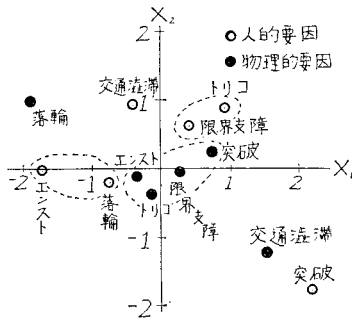 X₂
2
○ 人的要因
● 物理的要因
交通渋滞
トリコ
1
落輪
限界支障
エンスト
突破
X₁
-2
-1
0
1
2
エンスト
落輪
トリコ
限界支障
-1
交通渋滞
突破
-2